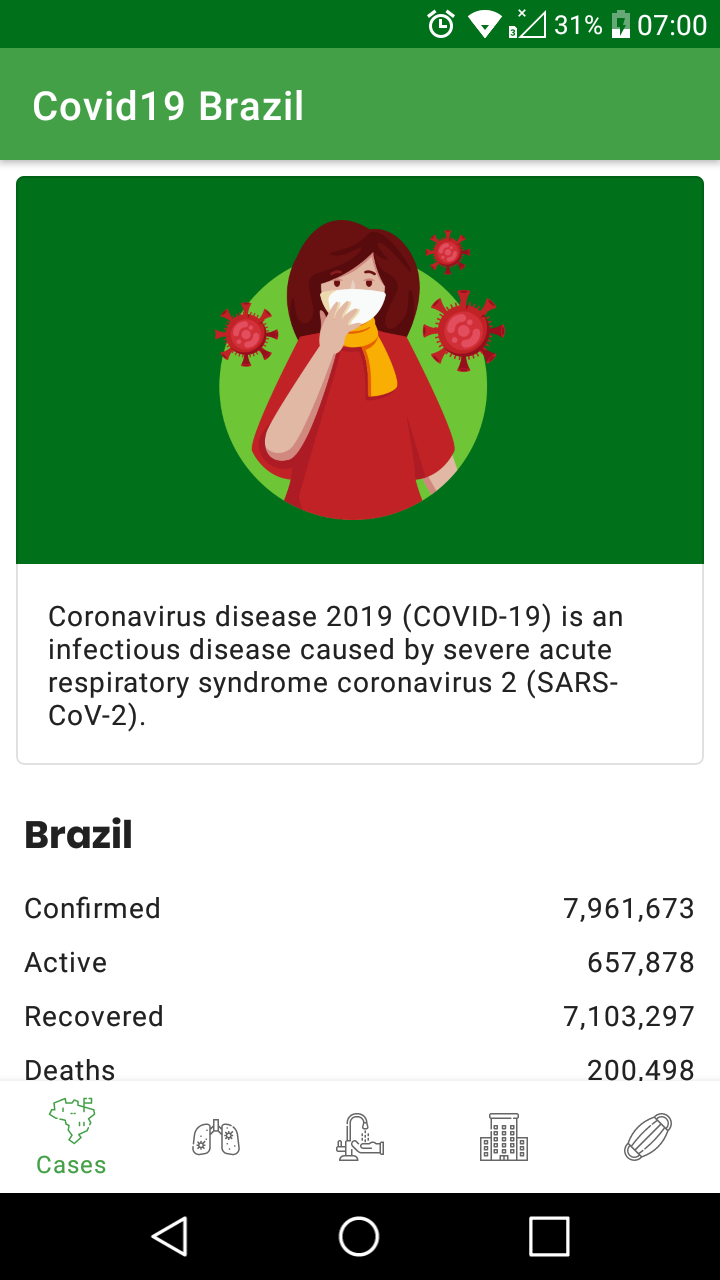 31% 07:00
Covid19 Brazil
Coronavirus disease 2019 (COVID-19) is an
infectious disease caused by severe acute
respiratory syndrome coronavirus 2 (SARS-
CoV-2).
Brazil
Confirmed 7,961,673
Active 657,878
Recovered 7,103,297
Deaths 200,498
Cases